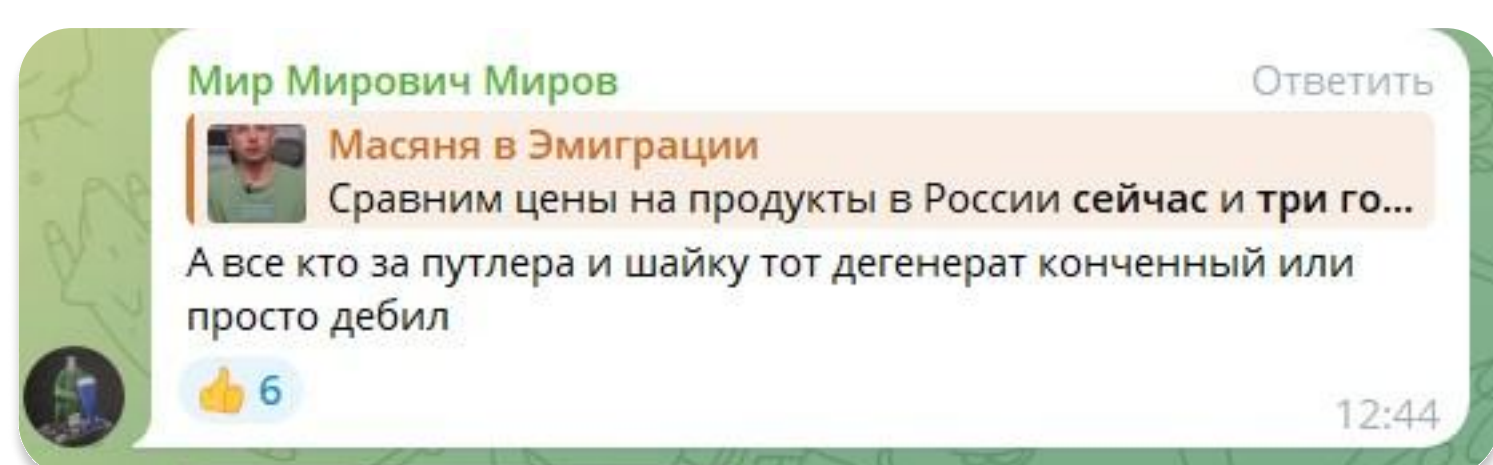 Мир Мирович Миров
Ответить
Масяня в Эмиграции
Сравним цены на продукты в России сейчас и три го...
А все кто за путлера и шайку тот дегенерат конченный или
просто дебил
👍 6
12:44